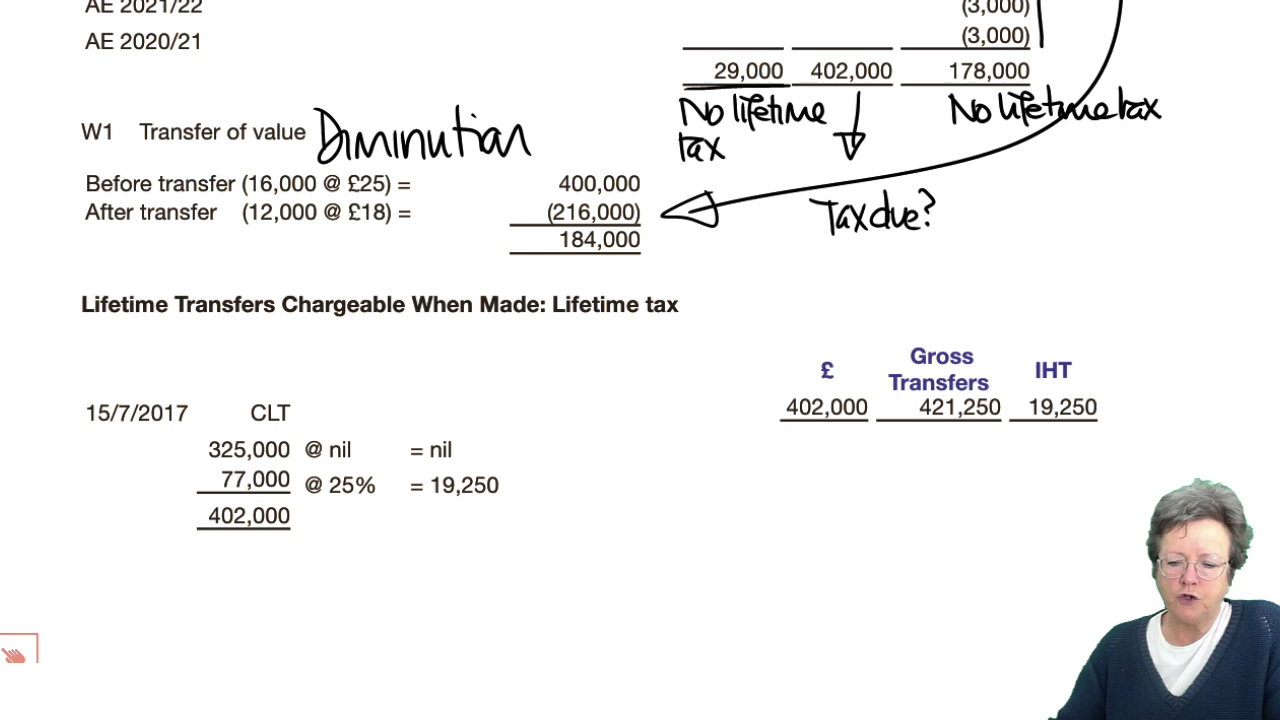 AE 2021/22 (3,000)
AE 2020/21 (3,000)
29,000 402,000 178,000
No lifetime tax
No lifetime tax
W1 Transfer of value Diminution
Before transfer (16,000 @ £25) = 400,000
After transfer (12,000 @ £18) = (216,000)
Tax due?
184,000
Lifetime Transfers Chargeable When Made: Lifetime tax
£ Gross Transfers IHT
15/7/2017 CLT 402,000 421,250 19,250
325,000 @ nil = nil
77,000 @ 25% = 19,250
402,000